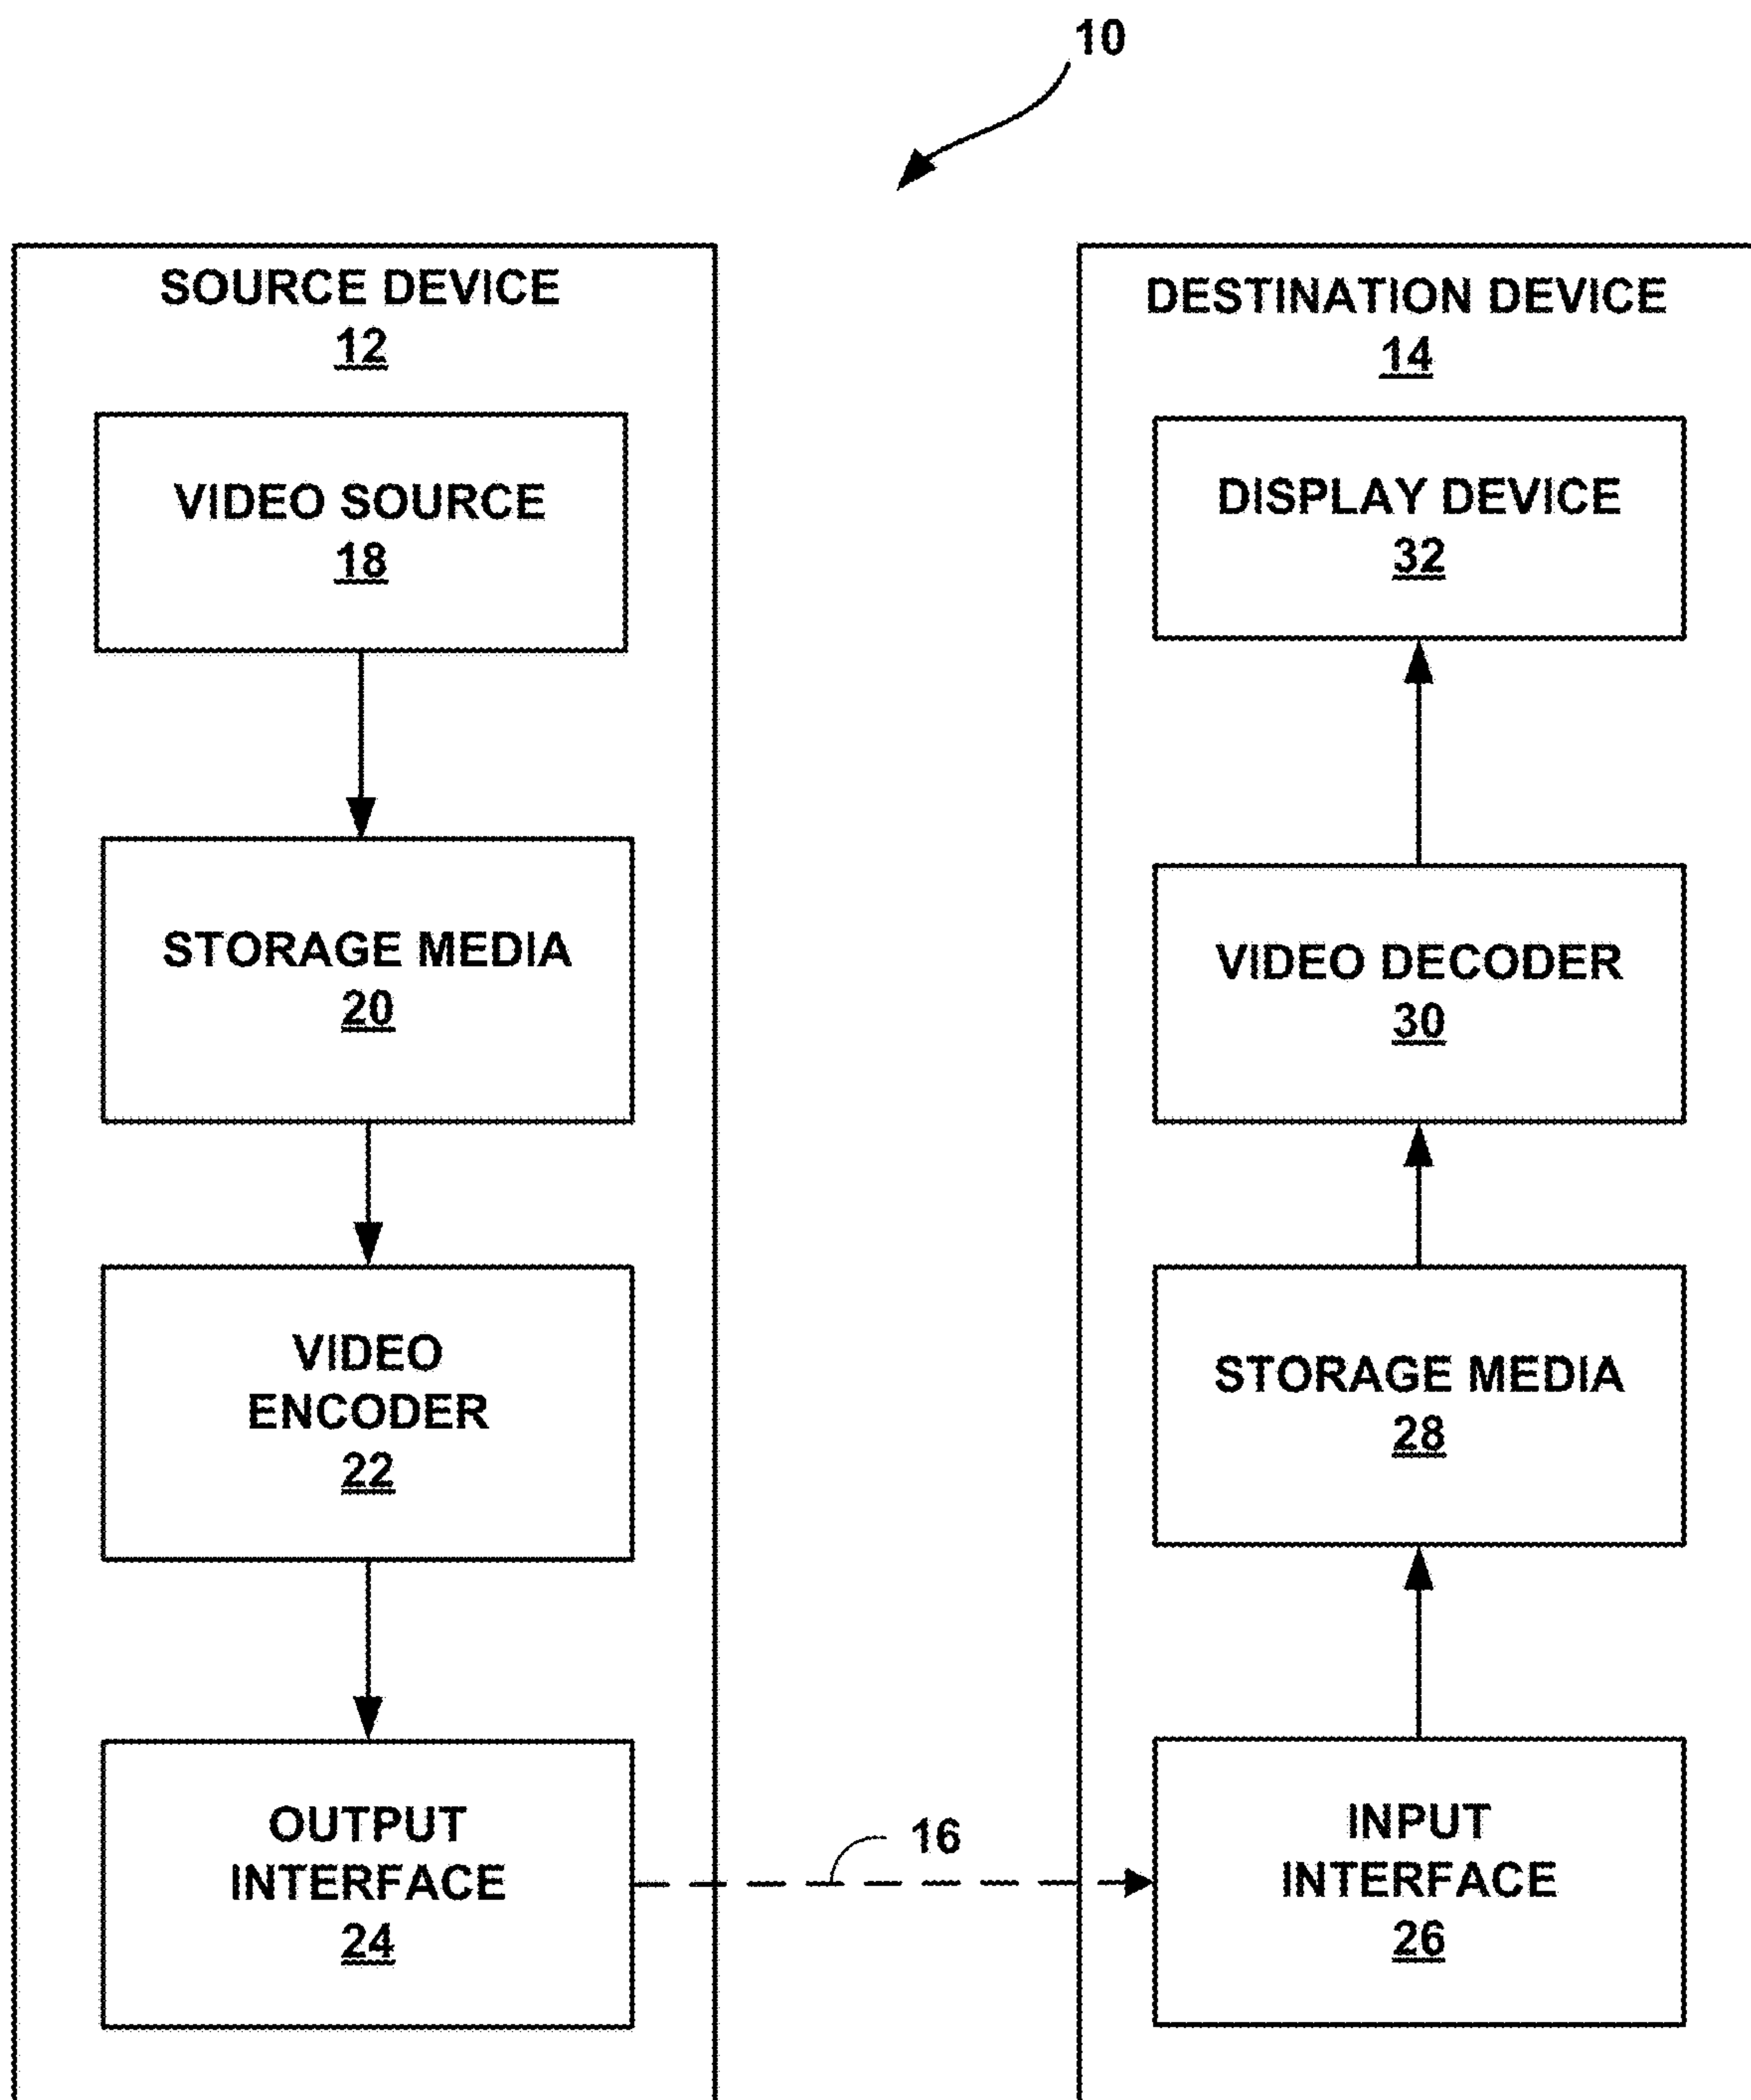 10
SOURCE DEVICE
12
VIDEO SOURCE
18
STORAGE MEDIA
20
VIDEO
ENCODER
22
OUTPUT
INTERFACE
24
16
DESTINATION DEVICE
14
DISPLAY DEVICE
32
VIDEO DECODER
30
STORAGE MEDIA
28
INPUT
INTERFACE
26